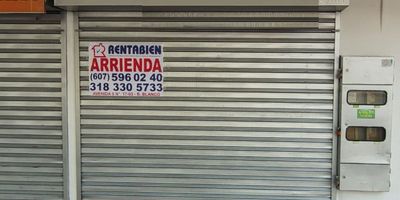 RENTABIEN
ARRIENDA
(607) 596 02 40
318 330 5733